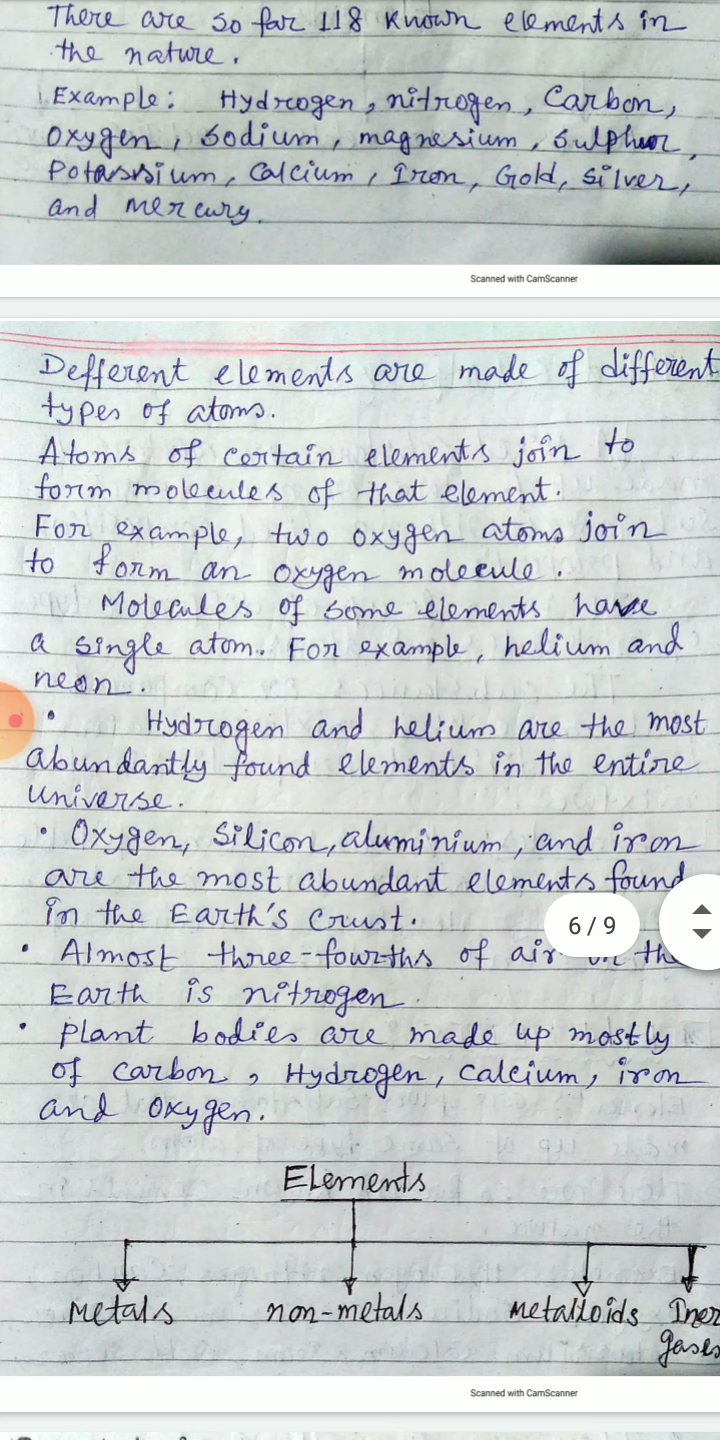 There are so far 118 known elements in
the nature.
Example: Hydrogen, nitrogen, Carbon,
Oxygen, Sodium, magnesium, Sulphur,
Potassium, Calcium, Iron, Gold, Silver,
and mercury.
Scanned with CamScanner
Defferent elements are made of different
types of atoms.
Atoms of certain elements join to
form molecules of that element.
For example, two oxygen atoms join
to form an oxygen molecule.
Molecules of some elements have
a single atom. For example, helium and
neon.
• Hydrogen and helium are the most
abundantly found elements in the entire
universe.
• Oxygen, Silicon, aluminium, and iron
are the most abundant elements found
in the Earth's crust.
6 / 9
• Almost three-fourths of air on the
Earth is nitrogen.
• Plant bodies are made up mostly
of carbon, Hydrogen, calcium, iron
and oxygen.
Elements
Metals non-metals Metalloids Iner
gases
Scanned with CamScanner